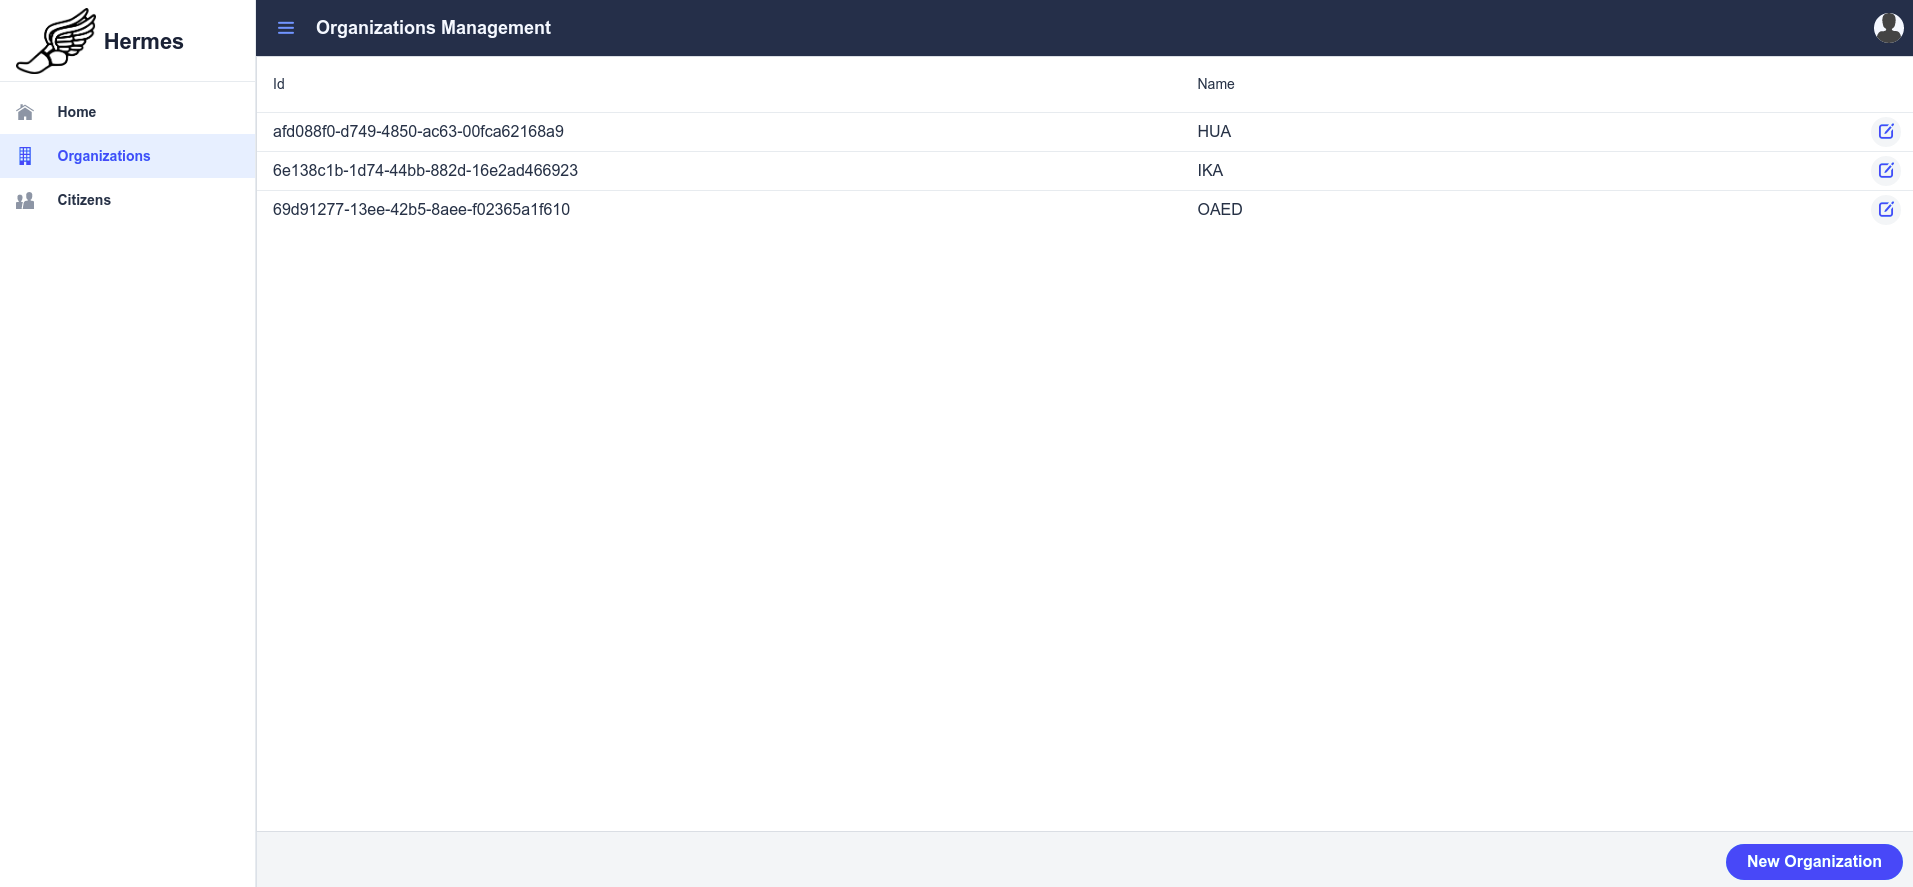 Hermes
Home
Organizations
Citizens
Organizations Management
Id Name
afd088f0-d749-4850-ac63-00fca62168a9 HUA
6e138c1b-1d74-44bb-882d-16e2ad466923 IKA
69d91277-13ee-42b5-8aee-f02365a1f610 OAED
New Organization